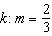 k: m = 2/3